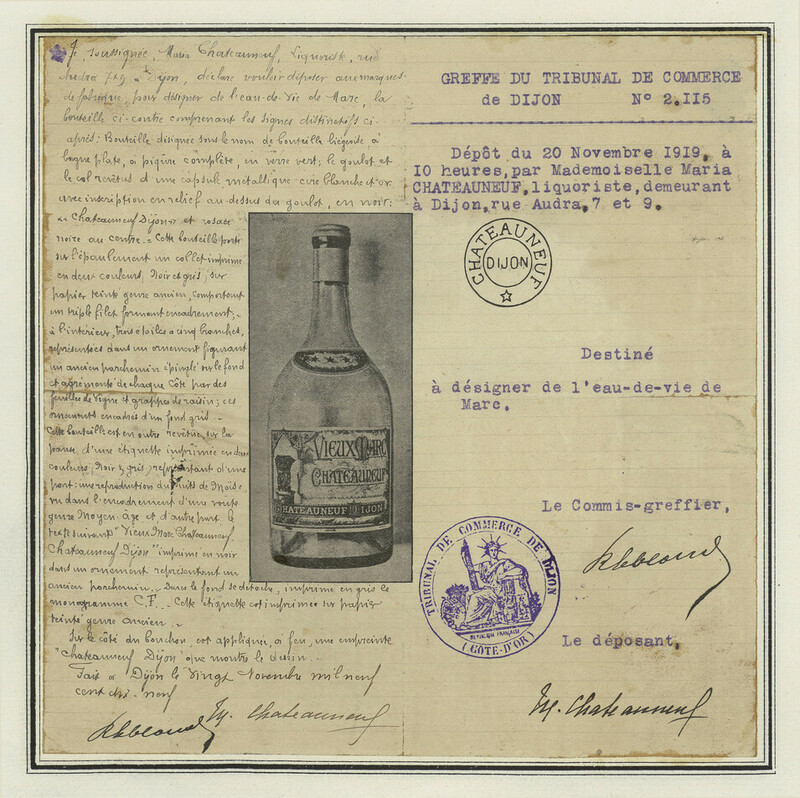 Je soussignée, Maria Chateauneuf, Liquoriste, rue
Audra 7 & 9 à Dijon, déclare vouloir déposer aux marques
de fabrique, pour désigner de l'eau-de-vie de Marc, la
bouteille ci-contre comprenant les signes distinctifs ci-
après: Bouteille désignée sous le nom de bouteille liégeoise à
bague plate, à piqûre complète, en verre vert; le goulot et
le col revêtus d'une capsule métallique cirée blanche et or
avec inscription en relief au-dessus du goulot, en noir:
"Chateauneuf Dijon" et rosace
noire au centre. Cette bouteille porte
sur l'épaulement un collet imprimé
en deux couleurs, Noir et gris, sur
papier teinté genre ancien, comportant
un triple filet formant encadrement;
à l'intérieur, trois étoiles à cinq branches,
représentées dans un ornement figurant
un ancien parchemin épinglé sur le fond
et agrémenté de chaque côté par des
feuilles de vigne et grappes de raisin; ces
ornements encadrés d'un fond gris.
Cette bouteille est en outre revêtue, sur la
panse, d'une étiquette imprimée en deux
couleurs, Noir & gris, représentant d'une
part: une reproduction du Puits de Moïse
vu dans l'encadrement d'une voûte
genre Moyen-âge et d'autre part le
texte suivant "Vieux Marc Chateauneuf
Chateauneuf Dijon" imprimé en noir
dans un ornement représentant un
ancien parchemin. Dans le fond se détache, imprimé en gris le
monogramme C.F. Cette étiquette est imprimée sur papier
teinté genre ancien.
Sur le côté du bouchon, est appliquée, à feu, une empreinte
"Chateauneuf Dijon" que montre le dessin.
Fait à Dijon le vingt Novembre mil neuf
cent dix-neuf
M. Chateauneuf
VIEUX MARC
CHATEAUNEUF
CHATEAUNEUF DIJON
GREFFE DU TRIBUNAL DE COMMERCE
de DIJON N° 2.115
Dépôt du 20 Novembre 1919, à
10 heures, par Mademoiselle Maria
CHATEAUNEUF, liquoriste, demeurant
à Dijon, rue Audra, 7 et 9.
CHATEAUNEUF
DIJON
Destiné
à désigner de l'eau-de-vie de
Marc.
Le Commis-greffier,
TRIBUNAL DE COMMERCE DE DIJON
RÉPUBLIQUE FRANÇAISE
(CÔTE-D'OR)
Le déposant,
M. Chateauneuf